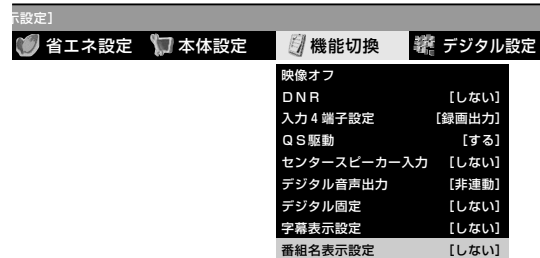 示設定]
省エネ設定 本体設定 機能切換 デジタル設定
映像オフ
DNR [しない]
入力4端子設定 [録画出力]
QS駆動 [する]
センタースピーカー入力 [しない]
デジタル音声出力 [非連動]
デジタル固定 [しない]
字幕表示設定 [しない]
番組名表示設定 [しない]